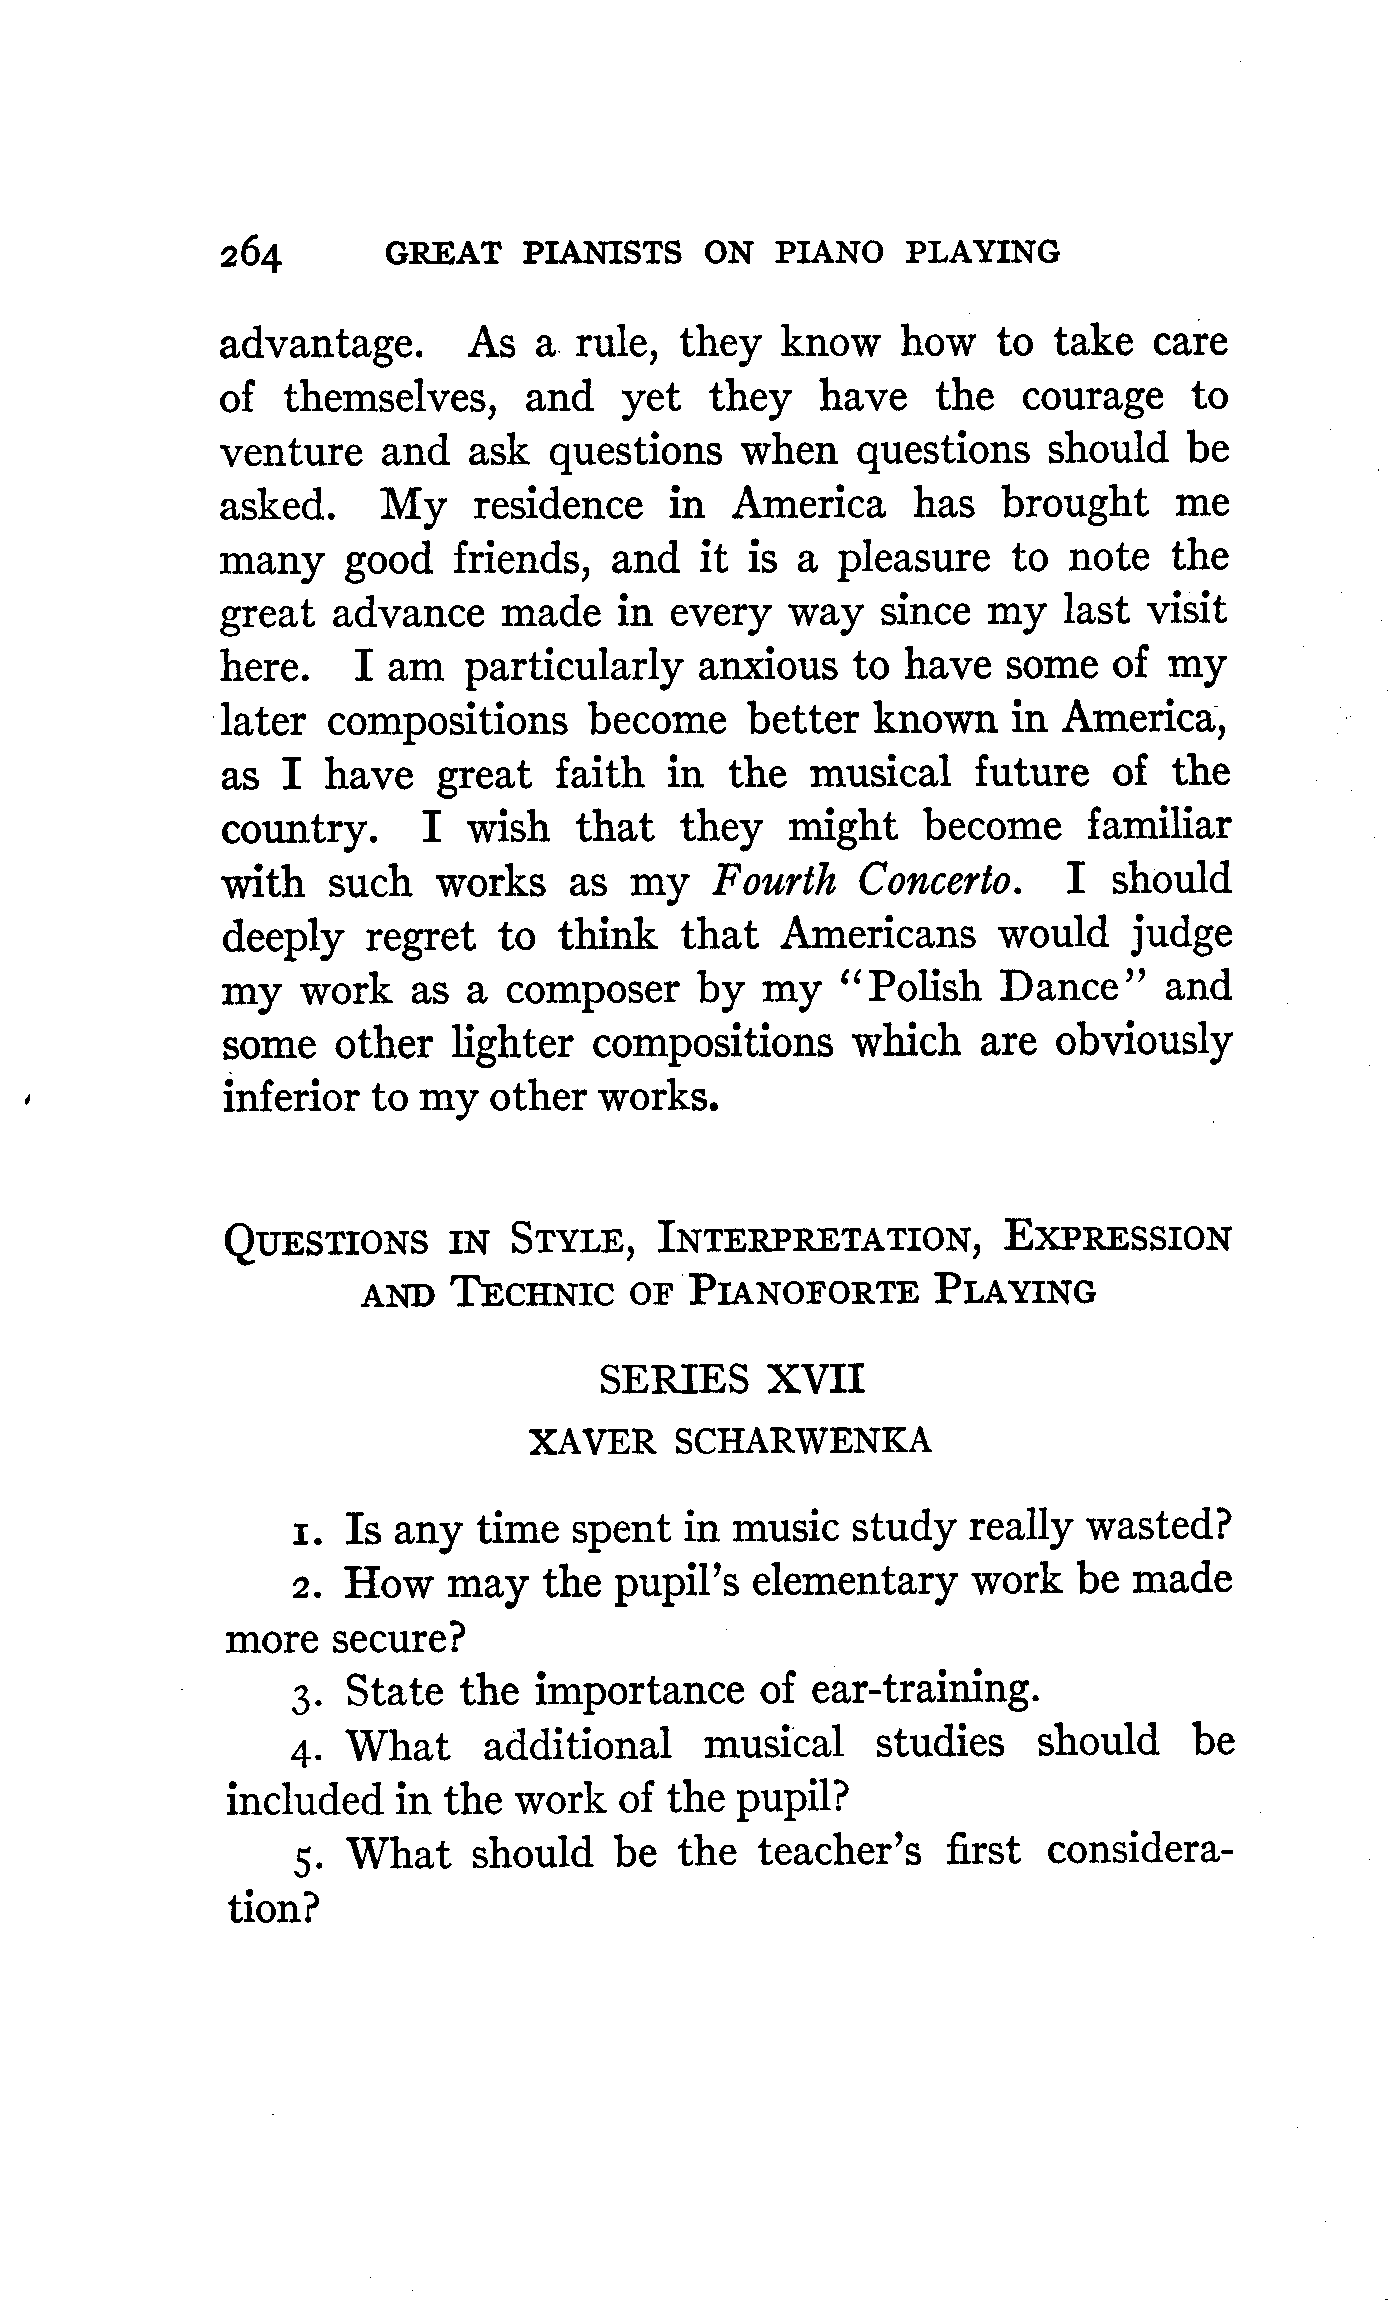 264 GREAT PIANISTS ON PIANO PLAYING
advantage. As a rule, they know how to take care
of themselves, and yet they have the courage to
venture and ask questions when questions should be
asked. My residence in America has brought me
many good friends, and it is a pleasure to note the
great advance made in every way since my last visit
here. I am particularly anxious to have some of my
later compositions become better known in America,
as I have great faith in the musical future of the
country. I wish that they might become familiar
with such works as my Fourth Concerto. I should
deeply regret to think that Americans would judge
my work as a composer by my "Polish Dance" and
some other lighter compositions which are obviously
inferior to my other works.
QUESTIONS IN STYLE, INTERPRETATION, EXPRESSION
AND TECHNIC OF PIANOFORTE PLAYING
SERIES XVII
XAVER SCHARWENKA
1. Is any time spent in music study really wasted?
2. How may the pupil's elementary work be made
more secure?
3. State the importance of ear-training.
4. What additional musical studies should be
included in the work of the pupil?
5. What should be the teacher's first considera-
tion?